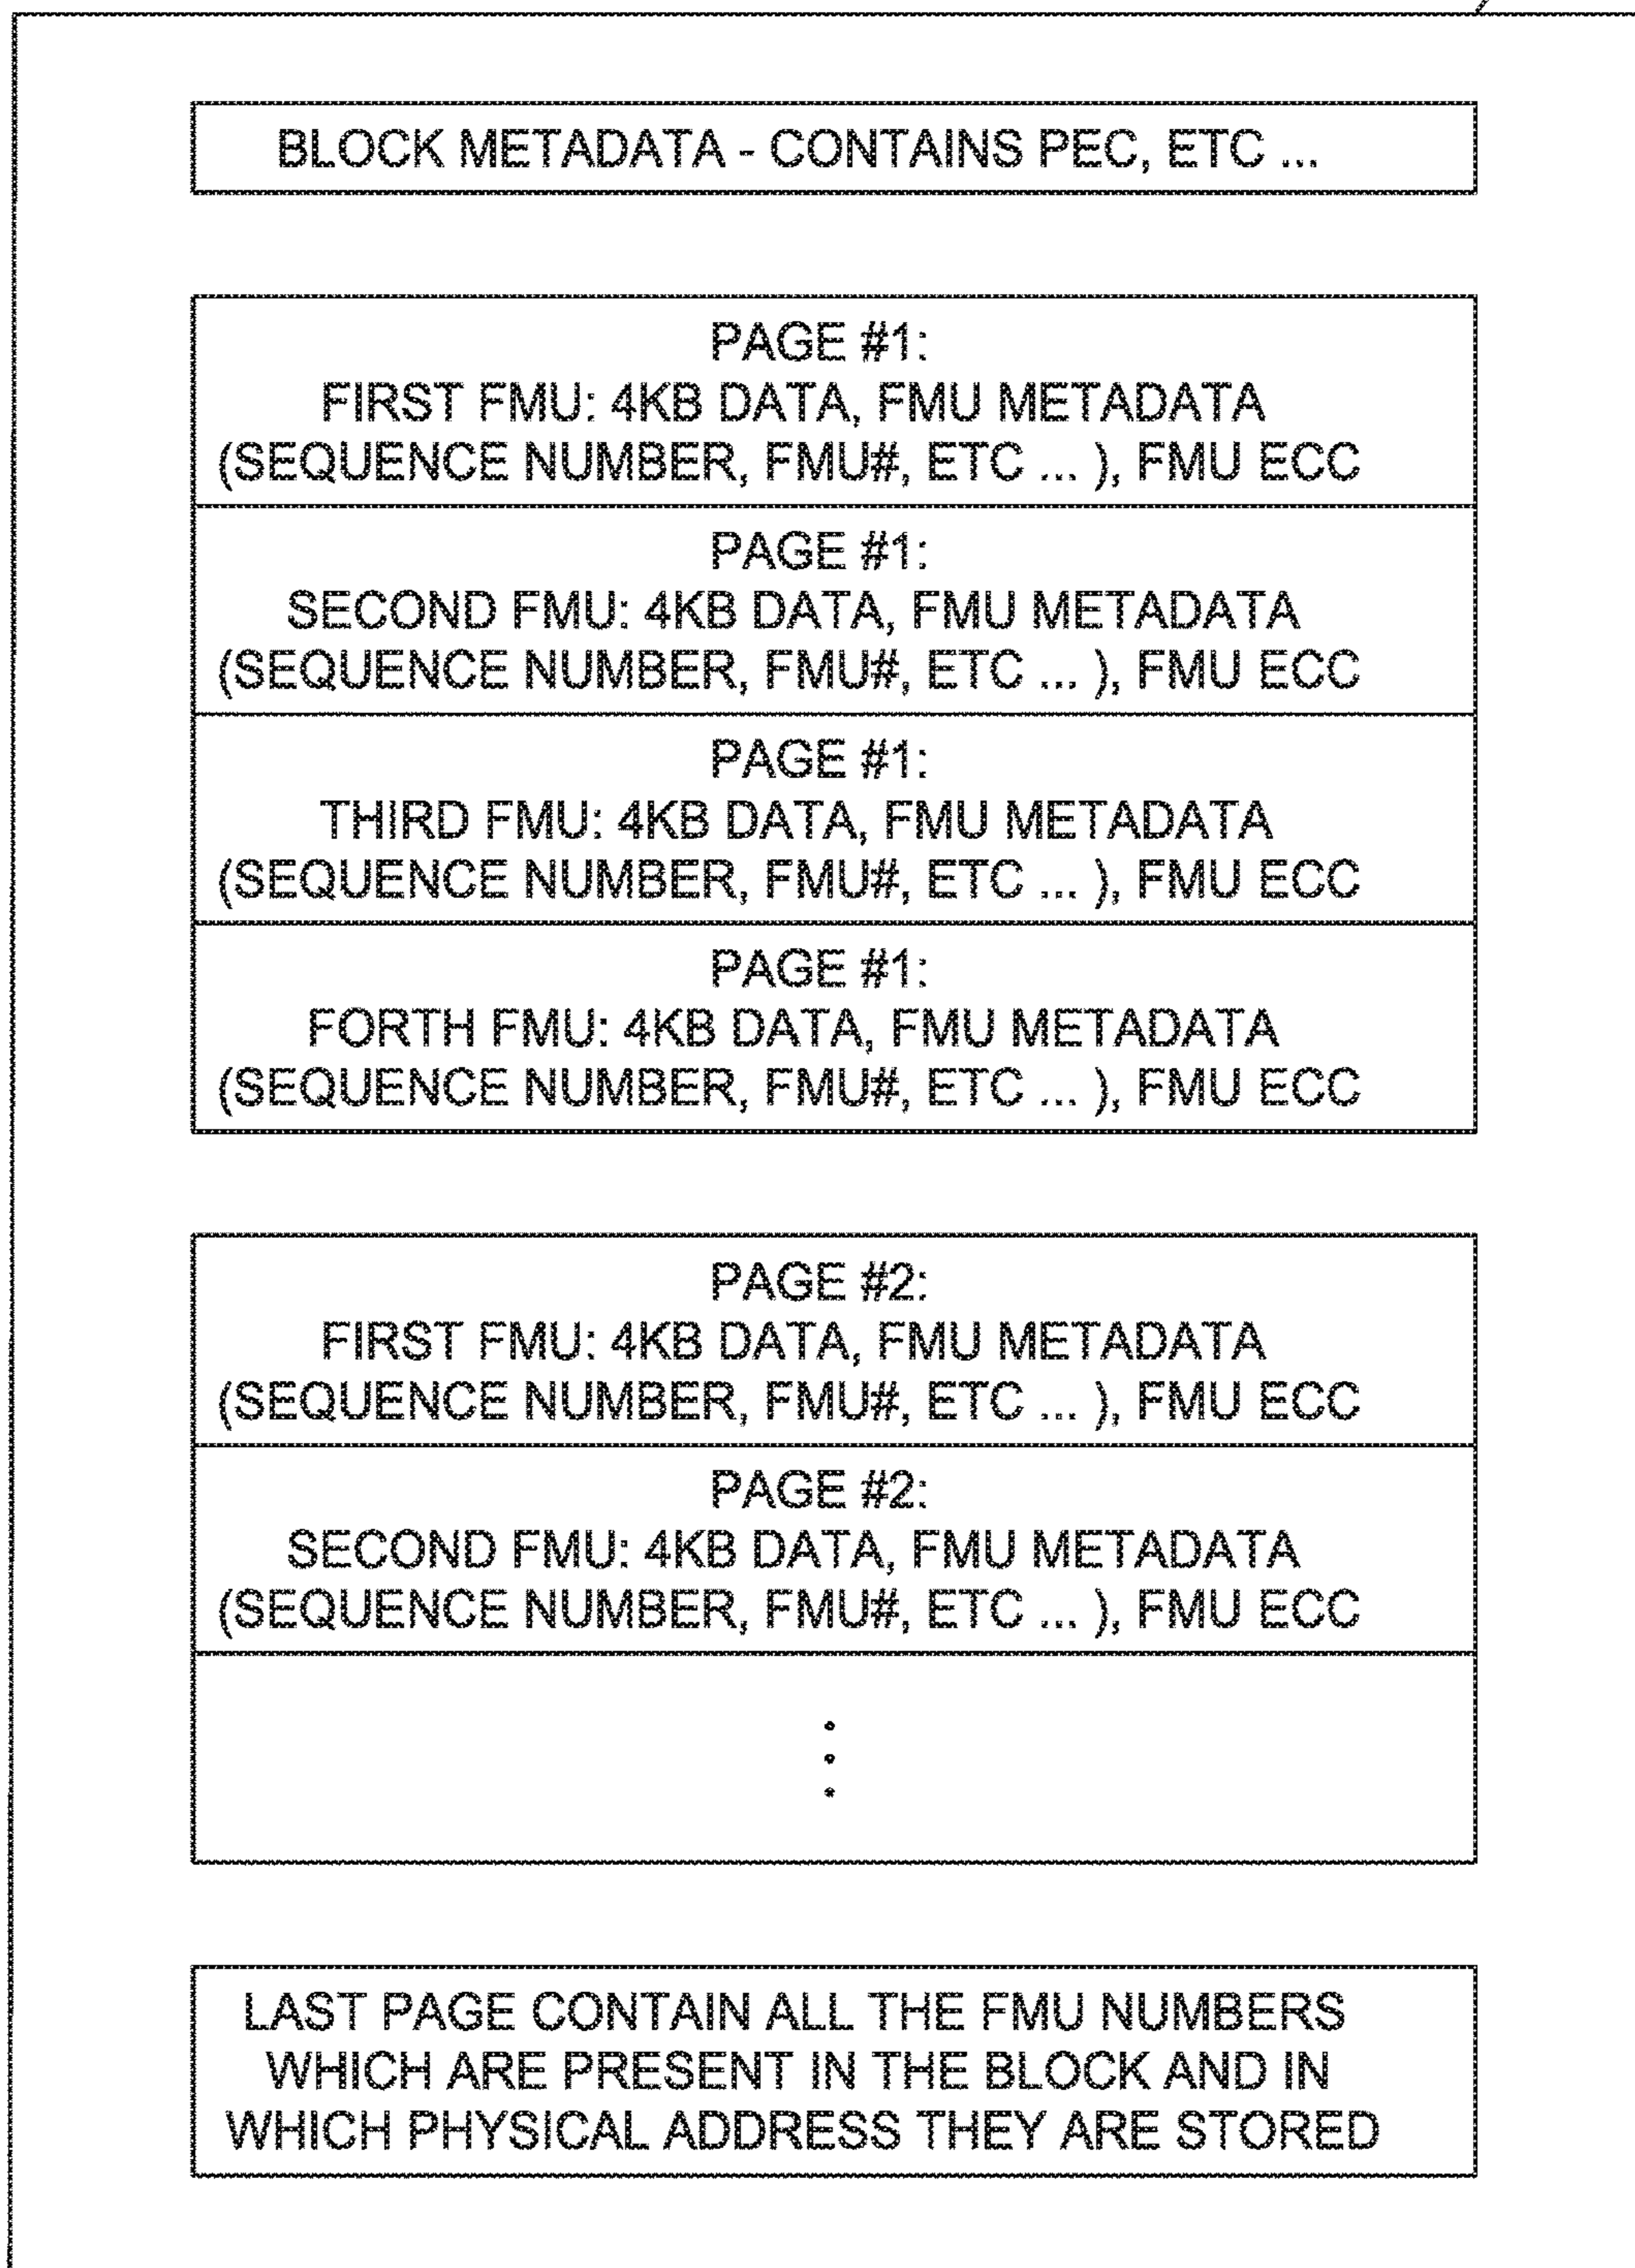 BLOCK METADATA - CONTAINS PEC, ETC ...
PAGE #1:
FIRST FMU: 4KB DATA, FMU METADATA
(SEQUENCE NUMBER, FMU#, ETC ... ), FMU ECC
PAGE #1:
SECOND FMU: 4KB DATA, FMU METADATA
(SEQUENCE NUMBER, FMU#, ETC ... ), FMU ECC
PAGE #1:
THIRD FMU: 4KB DATA, FMU METADATA
(SEQUENCE NUMBER, FMU#, ETC ... ), FMU ECC
PAGE #1:
FORTH FMU: 4KB DATA, FMU METADATA
(SEQUENCE NUMBER, FMU#, ETC ... ), FMU ECC
PAGE #2:
FIRST FMU: 4KB DATA, FMU METADATA
(SEQUENCE NUMBER, FMU#, ETC ... ), FMU ECC
PAGE #2:
SECOND FMU: 4KB DATA, FMU METADATA
(SEQUENCE NUMBER, FMU#, ETC ... ), FMU ECC
LAST PAGE CONTAIN ALL THE FMU NUMBERS
WHICH ARE PRESENT IN THE BLOCK AND IN
WHICH PHYSICAL ADDRESS THEY ARE STORED